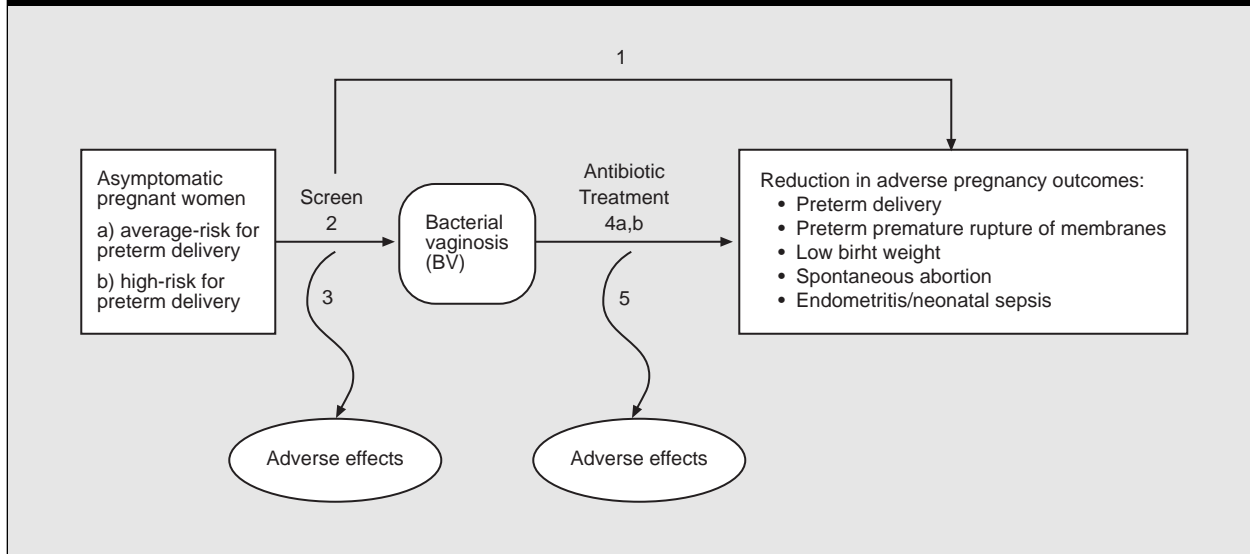 1
Asymptomatic
pregnant women
a) average-risk for
preterm delivery
b) high-risk for
preterm delivery
Screen
2
3
Bacterial
vaginosis
(BV)
Antibiotic
Treatment
4a,b
5
Reduction in adverse pregnancy outcomes:
• Preterm delivery
• Preterm premature rupture of membranes
• Low birht weight
• Spontaneous abortion
• Endometritis/neonatal sepsis
Adverse effects
Adverse effects